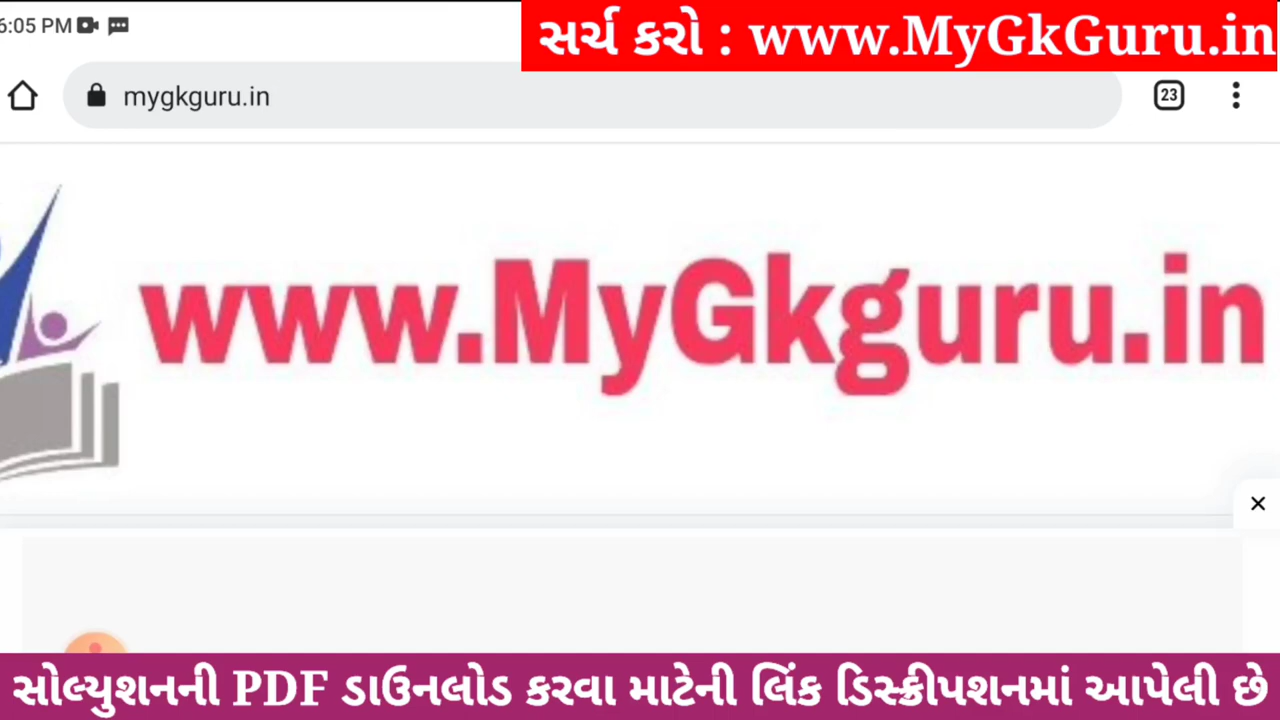 6:05 PM
સર્ચ કરો : www.MyGkGuru.in
mygkguru.in
23
www.MyGkguru.in
સોલ્યુશનની PDF ડાઉનલોડ કરવા માટેની લિંક ડિસ્ક્રીપશનમાં આપેલી છે